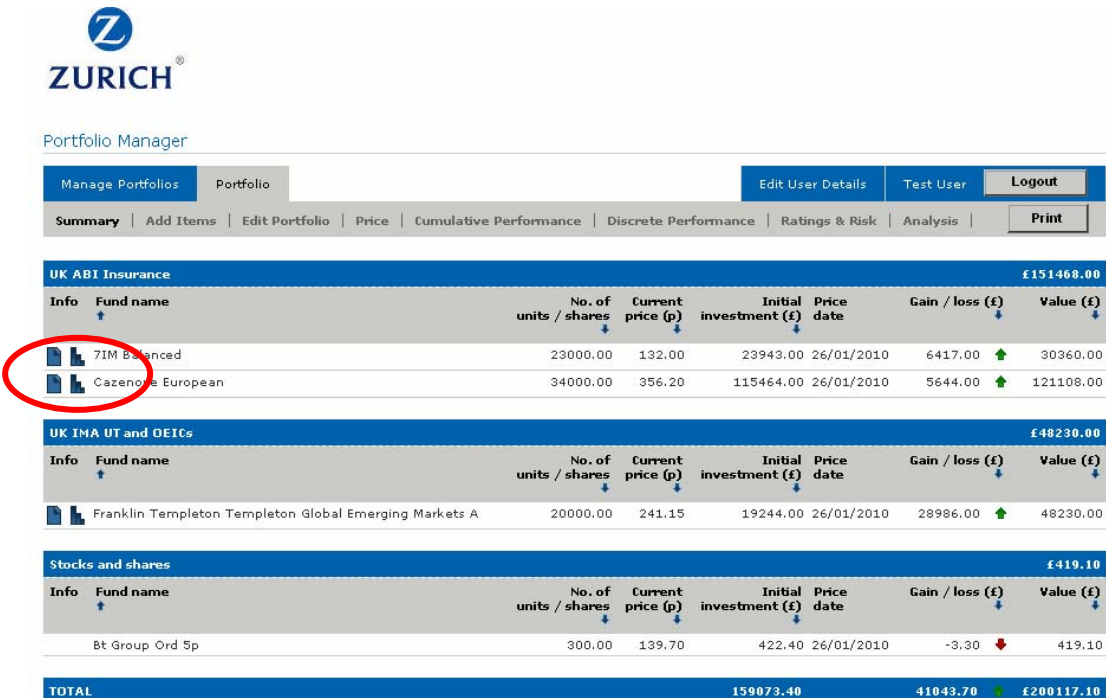 ZURICH®
Portfolio Manager
Manage Portfolios Portfolio Edit User Details Test User Logout
Summary | Add Items | Edit Portfolio | Price | Cumulative Performance | Discrete Performance | Ratings & Risk | Analysis | Print
UK ABI Insurance £151468.00
Info Fund name No. of units / shares Current price (p) Initial investment (£) Price date Gain / loss (£) Value (£)
7IM Balanced 23000.00 132.00 23943.00 26/01/2010 6417.00 30360.00
Cazenove European 34000.00 356.20 115464.00 26/01/2010 5644.00 121108.00
UK IMA UT and OEICs £48230.00
Info Fund name No. of units / shares Current price (p) Initial investment (£) Price date Gain / loss (£) Value (£)
Franklin Templeton Templeton Global Emerging Markets A 20000.00 241.15 19244.00 26/01/2010 28986.00 48230.00
Stocks and shares £419.10
Info Fund name No. of units / shares Current price (p) Initial investment (£) Price date Gain / loss (£) Value (£)
Bt Group Ord 5p 300.00 139.70 422.40 26/01/2010 -3.30 419.10
TOTAL 159073.40 41043.70 £200117.10